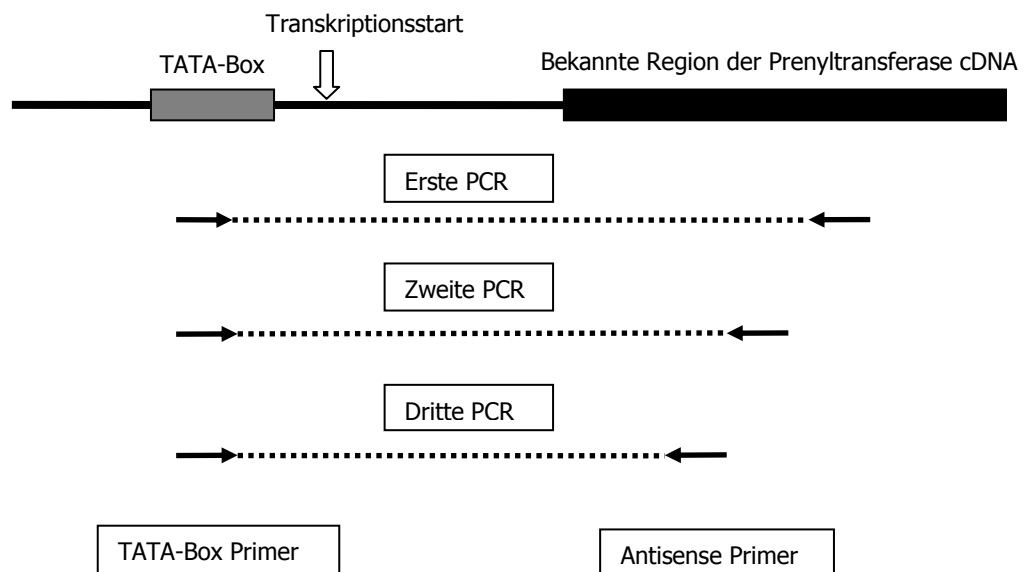 Transkriptionsstart
TATA-Box
Bekannte Region der Prenyltransferase cDNA
Erste PCR
Zweite PCR
Dritte PCR
TATA-Box Primer
Antisense Primer